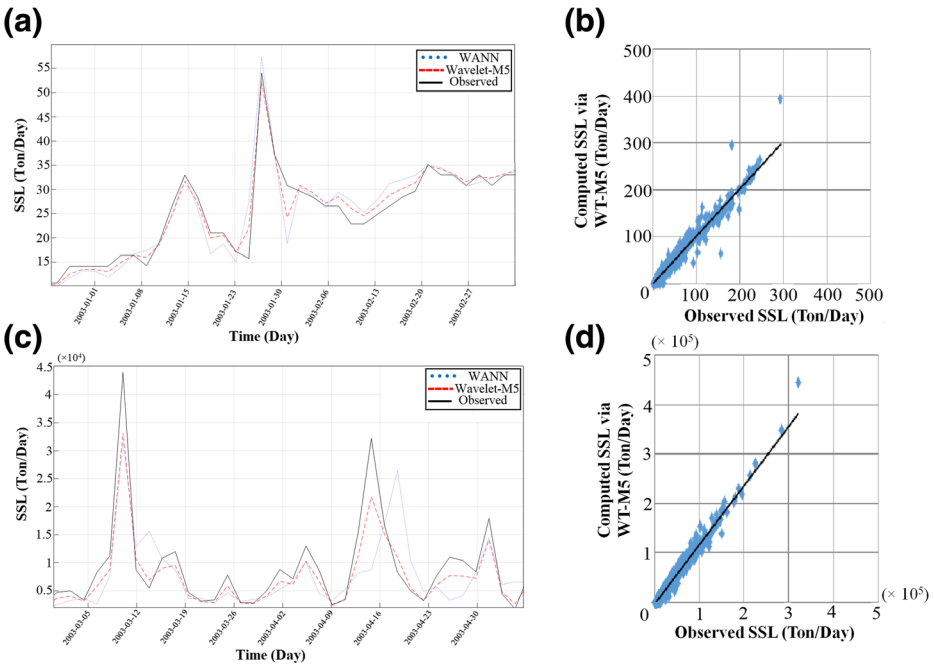 (a)
WANN
Wavelet-M5
Observed
SSL (Ton/Day)
55
50
45
40
35
30
25
20
15
2003-01-01
2003-01-08
2003-01-15
2003-01-23
2003-01-30
2003-02-06
2003-02-13
2003-02-20
2003-02-27
Time (Day)
(b)
Computed SSL via
WT-M5 (Ton/Day)
500
400
300
200
100
0
100 200 300 400 500
Observed SSL (Ton/Day)
(c)
(×10⁴)
WANN
Wavelet-M5
Observed
SSL (Ton/Day)
4.5
4
3.5
3
2.5
2
1.5
1
0.5
2003-03-05
2003-03-12
2003-03-19
2003-03-26
2003-04-02
2003-04-09
2003-04-16
2003-04-23
2003-04-30
Time (Day)
(d)
(× 10⁵)
Computed SSL via
WT-M5 (Ton/Day)
5
4
3
2
1
0
1 2 3 4 5
(× 10⁵)
Observed SSL (Ton/Day)